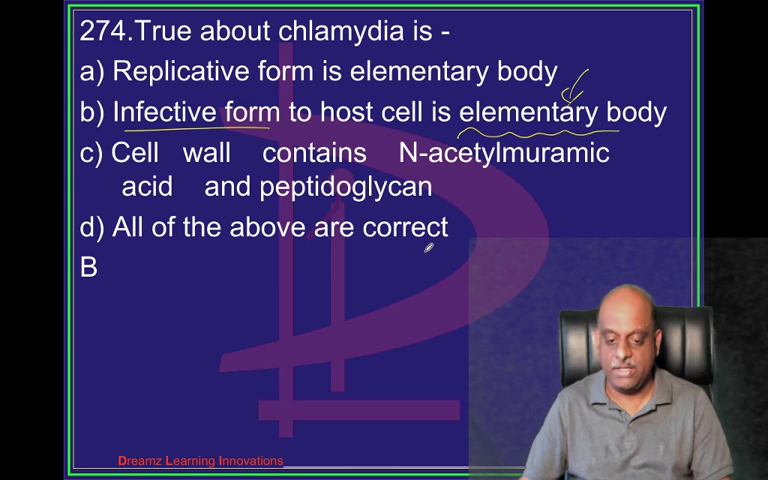 274.True about chlamydia is -
a) Replicative form is elementary body
b) Infective form to host cell is elementary body
c) Cell wall contains N-acetylmuramic
acid and peptidoglycan
d) All of the above are correct
B
Dreamz Learning Innovations